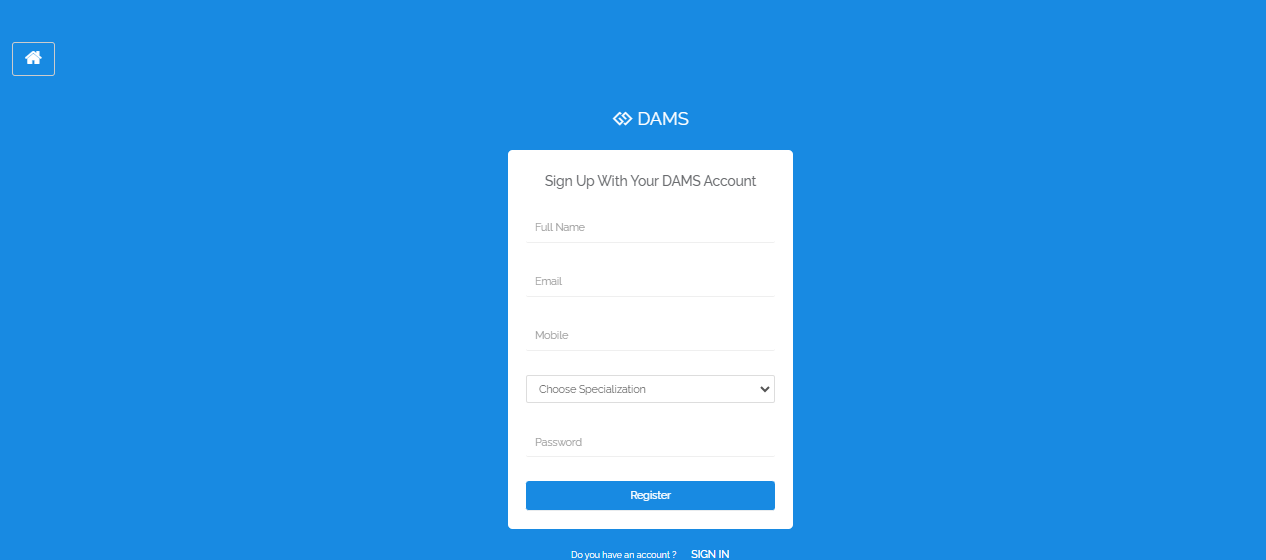 DAMS
Sign Up With Your DAMS Account
Full Name
Email
Mobile
Choose Specialization
Password
Register
Do you have an account ? SIGN IN